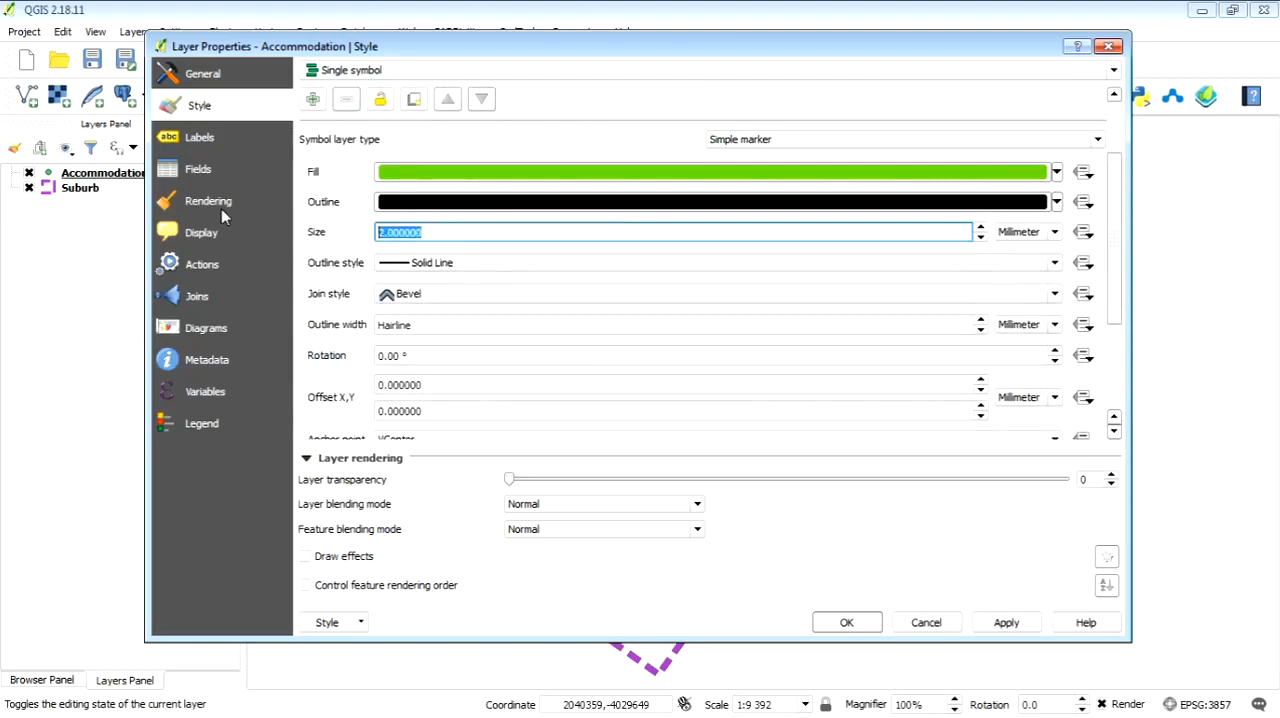 QGIS 2.18.11
Project Edit View Layer
Layer Properties - Accommodation | Style
General
Single symbol
Style
Layers Panel
Labels
Symbol layer type Simple marker
abc
Fields
Fill
Accommodation
Suburb
Rendering
Outline
Display
Size 2.000000 Millimeter
Actions
Outline style Solid Line
Joins
Join style Bevel
Diagrams
Outline width Hairline Millimeter
Metadata
Rotation 0.00 °
Variables
0.000000
Offset X,Y Millimeter
0.000000
Legend
Anchor point VCenter
Layer rendering
Layer transparency 0
Layer blending mode Normal
Feature blending mode Normal
Draw effects
Control feature rendering order
Style OK Cancel Apply Help
Browser Panel Layers Panel
Toggles the editing state of the current layer Coordinate 2040359,-4029649 Scale 1:9 392 Magnifier 100% Rotation 0.0 Render EPSG:3857